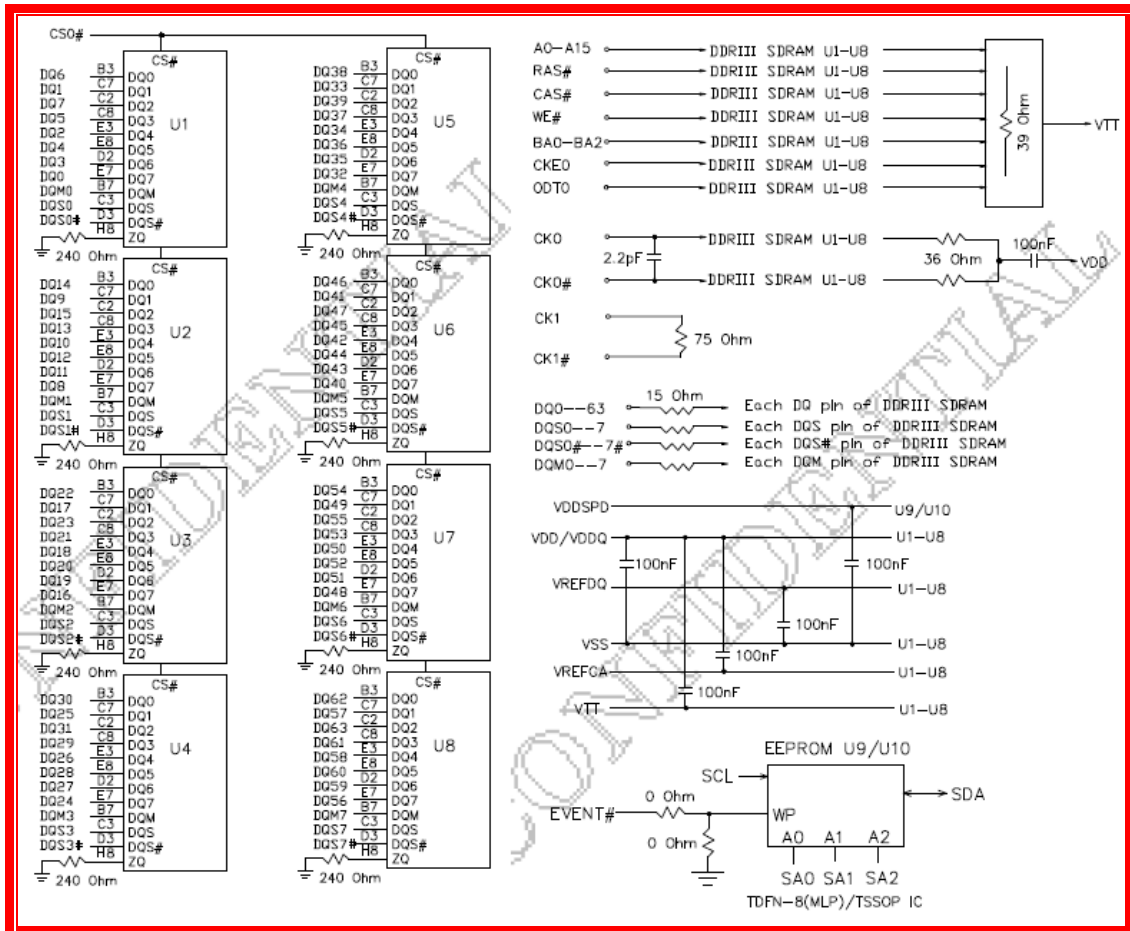 CS0#
CS#
DQ6 B3 DQ0
DQ1 C7 DQ1
DQ7 C2 DQ2
DQ5 C8 DQ3
DQ2 E3 DQ4
DQ4 E8 DQ5
DQ3 D2 DQ6
DQ0 E7 DQ7
DQM0 B7 DQM
DQS0 C3 DQS
DQS0# D3 DQS#
H8 ZQ
U1
240 Ohm
CS#
DQ14 B3 DQ0
DQ9 C7 DQ1
DQ15 C2 DQ2
DQ13 C8 DQ3
DQ10 E3 DQ4
DQ12 E8 DQ5
DQ11 D2 DQ6
DQ8 E7 DQ7
DQM1 B7 DQM
DQS1 C3 DQS
DQS1# D3 DQS#
H8 ZQ
U2
240 Ohm
CS#
DQ22 B3 DQ0
DQ17 C7 DQ1
DQ23 C2 DQ2
DQ21 C8 DQ3
DQ18 E3 DQ4
DQ20 E8 DQ5
DQ19 D2 DQ6
DQ16 E7 DQ7
DQM2 B7 DQM
DQS2 C3 DQS
DQS2# D3 DQS#
H8 ZQ
U3
240 Ohm
CS#
DQ30 B3 DQ0
DQ25 C7 DQ1
DQ31 C2 DQ2
DQ29 C8 DQ3
DQ26 E3 DQ4
DQ28 E8 DQ5
DQ27 D2 DQ6
DQ24 E7 DQ7
DQM3 B7 DQM
DQS3 C3 DQS
DQS3# D3 DQS#
H8 ZQ
U4
240 Ohm
CS#
DQ38 B3 DQ0
DQ33 C7 DQ1
DQ39 C2 DQ2
DQ37 C8 DQ3
DQ34 E3 DQ4
DQ36 E8 DQ5
DQ35 D2 DQ6
DQ32 E7 DQ7
DQM4 B7 DQM
DQS4 C3 DQS
DQS4# D3 DQS#
H8 ZQ
U5
240 Ohm
CS#
DQ46 B3 DQ0
DQ41 C7 DQ1
DQ47 C2 DQ2
DQ45 C8 DQ3
DQ42 E3 DQ4
DQ44 E8 DQ5
DQ43 D2 DQ6
DQ40 E7 DQ7
DQM5 B7 DQM
DQS5 C3 DQS
DQS5# D3 DQS#
H8 ZQ
U6
240 Ohm
CS#
DQ54 B3 DQ0
DQ49 C7 DQ1
DQ55 C2 DQ2
DQ53 C8 DQ3
DQ50 E3 DQ4
DQ52 E8 DQ5
DQ51 D2 DQ6
DQ48 E7 DQ7
DQM6 B7 DQM
DQS6 C3 DQS
DQS6# D3 DQS#
H8 ZQ
U7
240 Ohm
CS#
DQ62 B3 DQ0
DQ57 C7 DQ1
DQ63 C2 DQ2
DQ61 C8 DQ3
DQ58 E3 DQ4
DQ60 E8 DQ5
DQ59 D2 DQ6
DQ56 E7 DQ7
DQM7 B7 DQM
DQS7 C3 DQS
DQS7# D3 DQS#
H8 ZQ
U8
240 Ohm
A0-A15 DDRIII SDRAM U1-U8
RAS# DDRIII SDRAM U1-U8
CAS# DDRIII SDRAM U1-U8
WE# DDRIII SDRAM U1-U8
BA0-BA2 DDRIII SDRAM U1-U8
CKE0 DDRIII SDRAM U1-U8
ODT0 DDRIII SDRAM U1-U8
39 Ohm
VTT
CK0 DDRIII SDRAM U1-U8
2.2pF
36 Ohm
100nF
VDD
CK0# DDRIII SDRAM U1-U8
CK1
75 Ohm
CK1#
15 Ohm
DQ0--63 Each DQ pin of DDRIII SDRAM
DQS0--7 Each DQS pin of DDRIII SDRAM
DQS0#--7# Each DQS# pin of DDRIII SDRAM
DQM0--7 Each DQM pin of DDRIII SDRAM
VDDSPD U9/U10
VDD/VDDQ U1-U8
100nF 100nF
VREFDQ U1-U8
100nF
VSS U1-U8
100nF
VREFCA U1-U8
100nF
VTT U1-U8
EEPROM U9/U10
SCL
SDA
0 Ohm
EVENT#
WP
0 Ohm
A0 A1 A2
SA0 SA1 SA2
TDFN-8(MLP)/TSSOP IC
CONFIDENTIAL